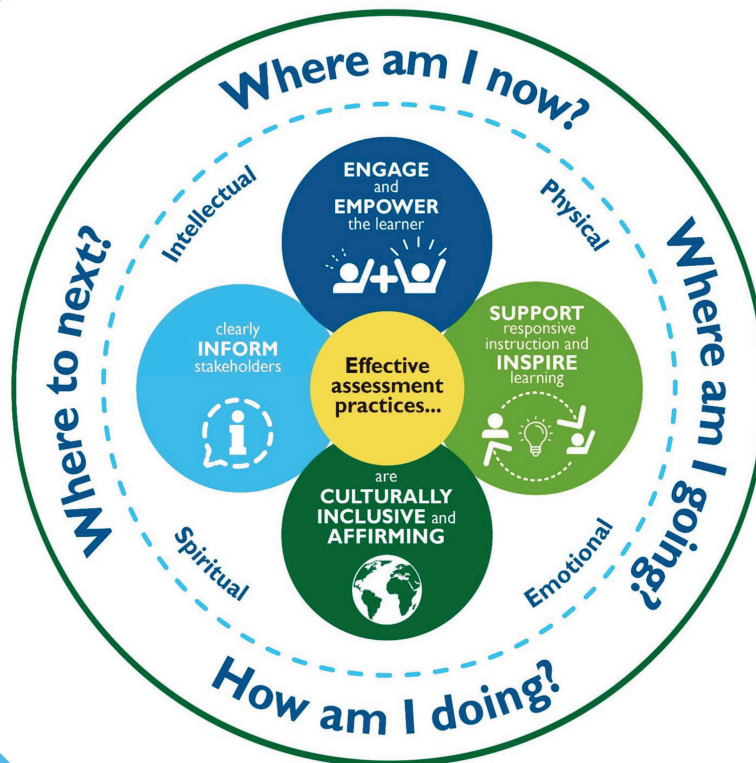 Where am I now?
Intellectual
Physical
ENGAGE
and
EMPOWER
the learner
Where to next?
clearly
INFORM
stakeholders
i
Effective
assessment
practices...
SUPPORT
responsive
instruction and
INSPIRE
learning
Where am I going?
are
CULTURALLY
INCLUSIVE and
AFFIRMING
Spiritual
Emotional
How am I doing?